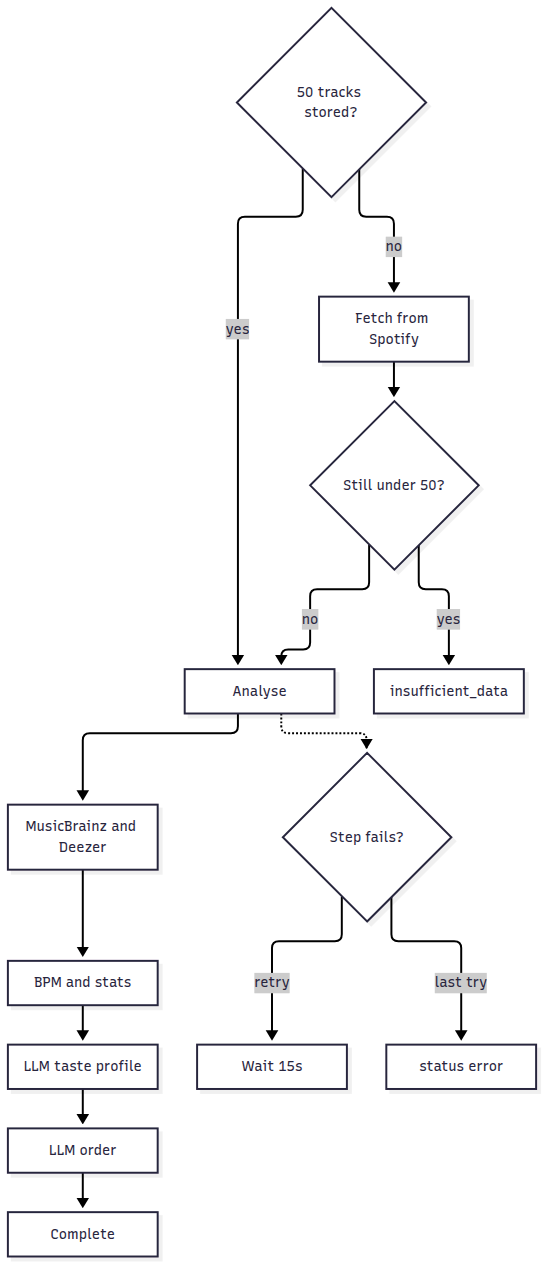 50 tracks
stored?
no
yes
Fetch from
Spotify
Still under 50?
no
yes
Analyse
insufficient_data
MusicBrainz and
Deezer
Step fails?
BPM and stats
retry
last try
LLM taste profile
Wait 15s
status error
LLM order
Complete